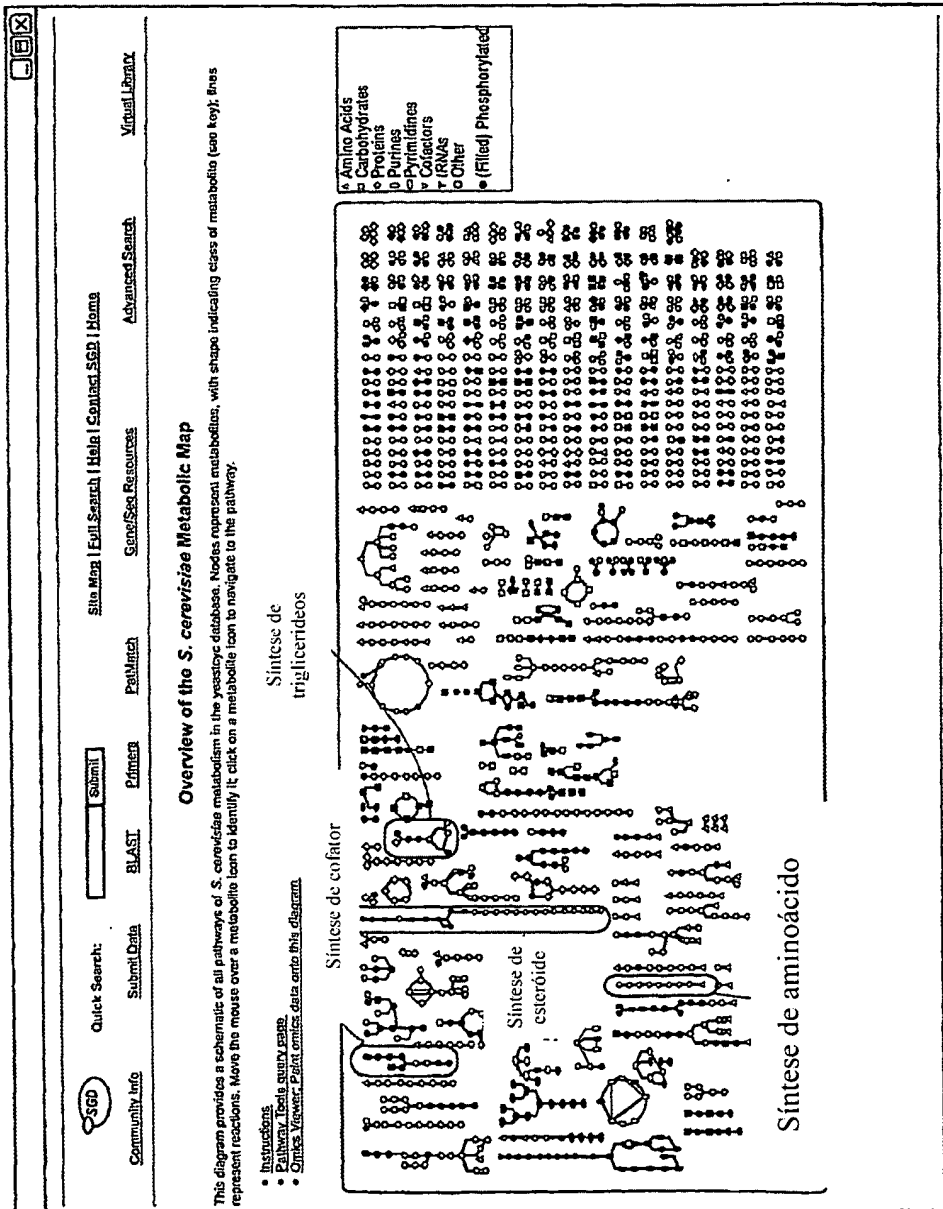 SGD
Quick Search:
Submit
Site Map | Full Search | Help | Contact SGD | Home
Community Info
Submit Data
BLAST
Primers
PatMatch
Gene/Seq Resources
Advanced Search
Virtual Library
Overview of the S. cerevisiae Metabolic Map
This diagram provides a schematic of all pathways of S. cerevisiae metabolism in the yeastcyc database. Nodes represent metabolites, with shape indicating class of metabolite (see key); lines
represent reactions. Move the mouse over a metabolite icon to identify it; click on a metabolite icon to navigate to the pathway.
• Instructions
• Pathway Tools query page
• Omics Viewer: Paint omics data onto this diagram
Síntese de cofator
Síntese de
triglicerídeos
Amino Acids
Carbohydrates
Proteins
Purines
Pyrimidines
Cofactors
tRNAs
Other
(Filled) Phosphorylated
Síntese de
esteróide
Síntese de aminoácido